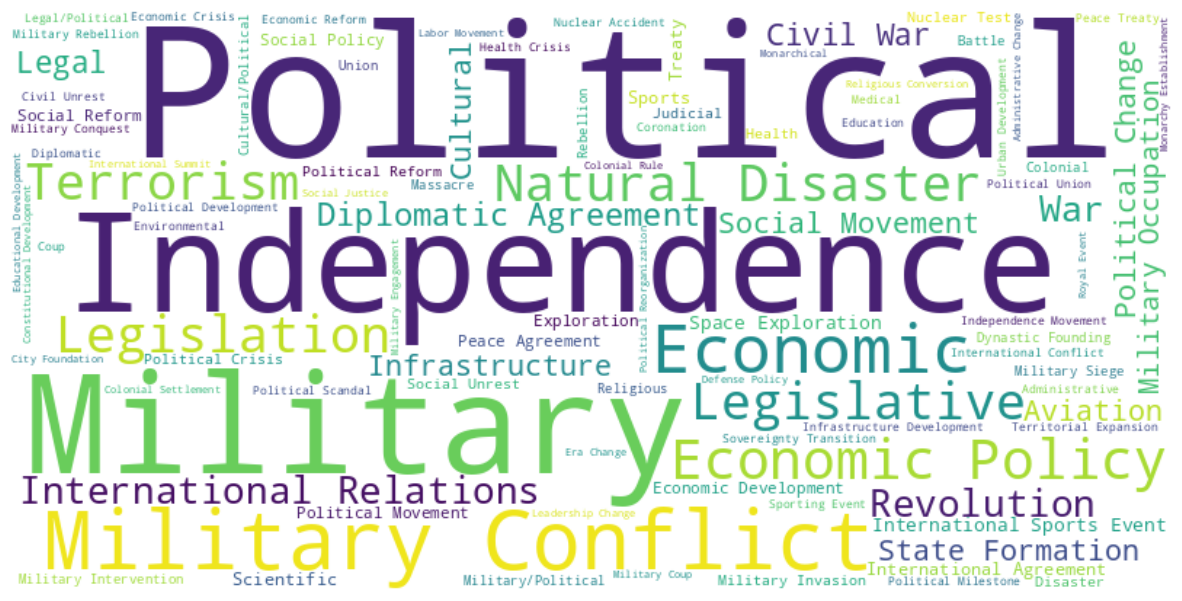 Legal/Political
Economic Crisis
Military Rebellion
Legal
Civil Unrest
Social Reform
Military Conquest
Diplomatic
International Summit
Political
Economic Reform
Social Policy
Cultural/Political
Union
Labor Movement
Health Crisis
Cultural
Nuclear Accident
Treaty
Rebellion
Sports
Judicial
Coronation
Civil War
Monarchical
Health
Nuclear Test
Battle
Religious Conversion
Medical
Education
Urban Development
Administrative Change
Peace Treaty
Political Change
Military Occupation
Monarchy Establishment
Terrorism
Political Reform
Social Justice
Massacre
Colonial Rule
Natural Disaster
Colonial
Political Union
Educational Development
Constitutional Development
Coup
Political Development
Environmental
Diplomatic Agreement
Social Movement
War
Independence
Military Engagement
Political Reorganization
Royal Event
Legislation
Exploration
Space Exploration
Independence Movement
Peace Agreement
Dynastic Founding
Economic
International Conflict
City Foundation
Political Crisis
Infrastructure
Military Siege
Colonial Settlement
Political Scandal
Social Unrest
Religious
Defense Policy
Administrative
Military
Legislative
Aviation
Infrastructure Development
Territorial Expansion
Sovereignty Transition
Era Change
Economic Policy
International Relations
Economic Development
Revolution
Political Movement
Leadership Change
Sporting Event
International Sports Event
Military Conflict
State Formation
International Agreement
Military Intervention
Scientific
Military/Political
Military Coup
Military Invasion
Political Milestone
Disaster